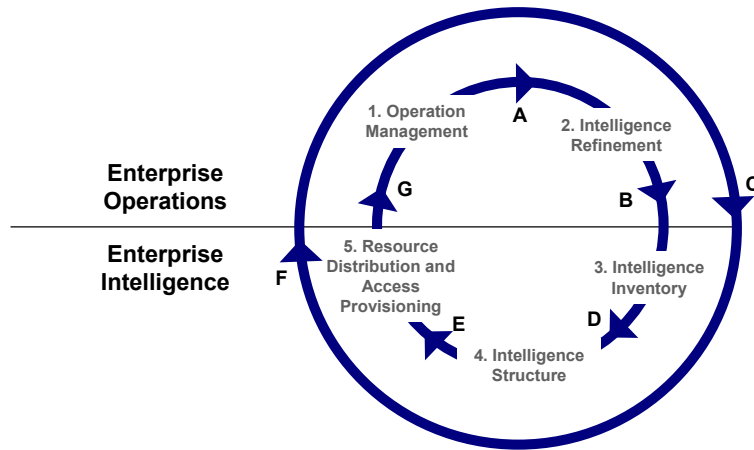 1. Operation
Management
A
2. Intelligence
Refinement
Enterprise
Operations
G
B
C
Enterprise
Intelligence
F
5. Resource
Distribution and
Access
Provisioning
3. Intelligence
Inventory
E
D
4. Intelligence
Structure